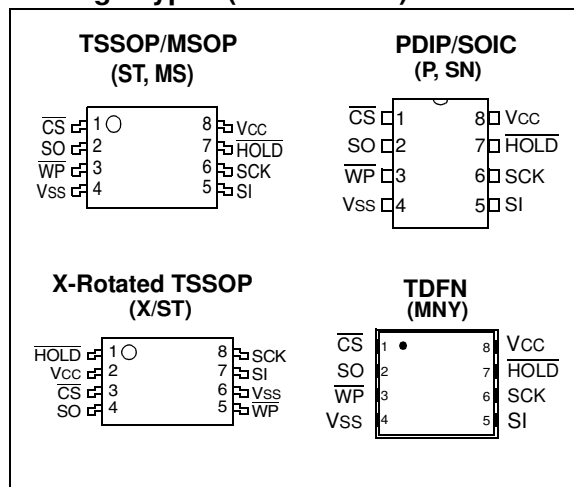 TSSOP/MSOP
(ST, MS)
CS 1 8 VCC
SO 2 7 HOLD
WP 3 6 SCK
VSS 4 5 SI
PDIP/SOIC
(P, SN)
CS 1 8 VCC
SO 2 7 HOLD
WP 3 6 SCK
VSS 4 5 SI
X-Rotated TSSOP
(X/ST)
HOLD 1 8 SCK
VCC 2 7 SI
CS 3 6 VSS
SO 4 5 WP
TDFN
(MNY)
CS 1 8 VCC
SO 2 7 HOLD
WP 3 6 SCK
VSS 4 5 SI